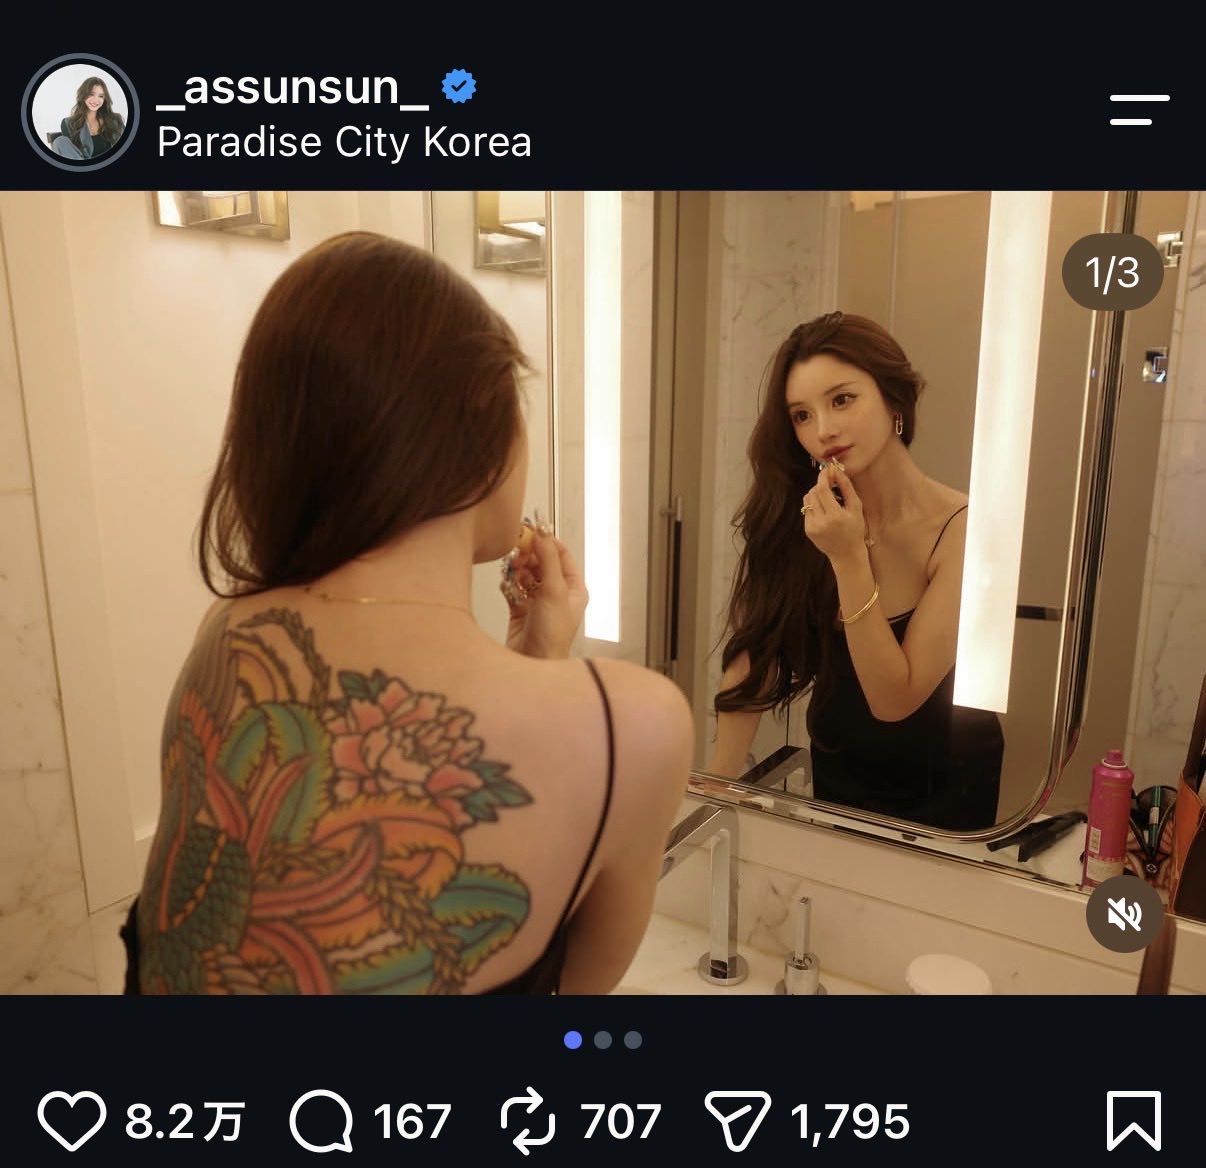 _assunsun_
Paradise City Korea
1/3
8.2万 167 707 1,795